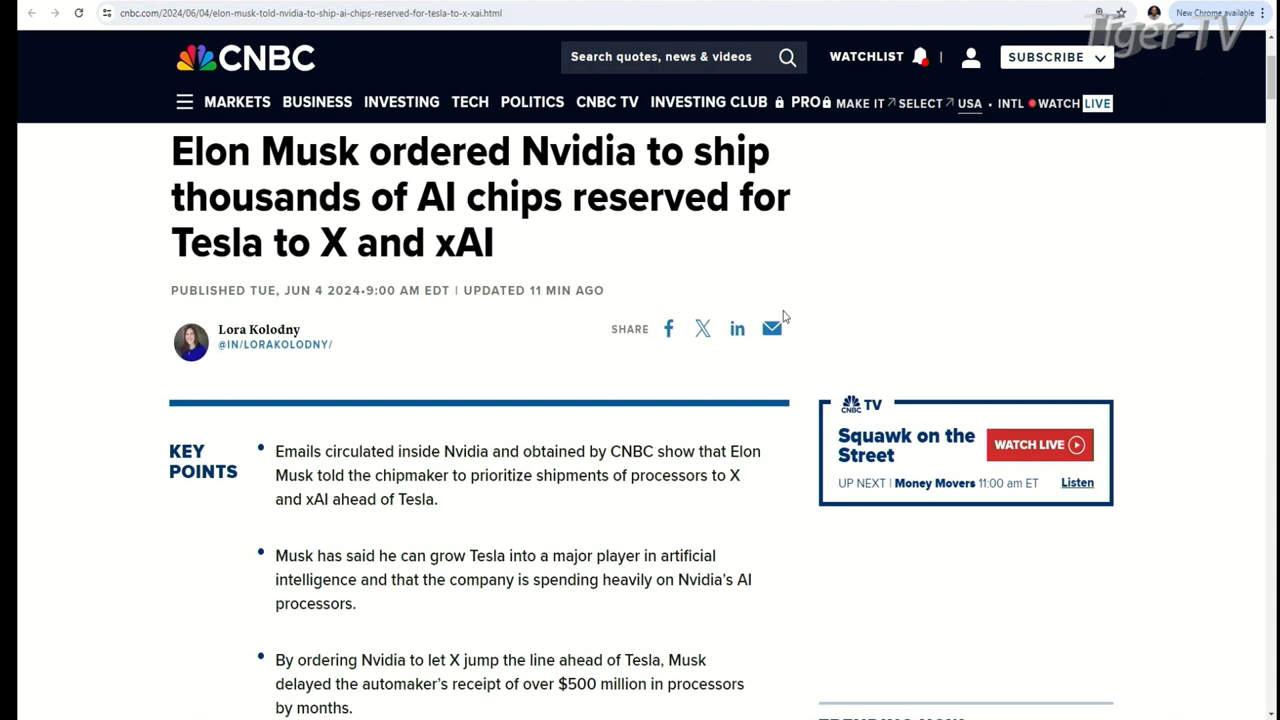 cnbc.com/2024/06/04/elon-musk-told-nvidia-to-ship-ai-chips-reserved-for-tesla-to-x-xai.html
New Chrome available
Tiger-TV
CNBC
Search quotes, news & videos
WATCHLIST
SUBSCRIBE
MARKETS BUSINESS INVESTING TECH POLITICS CNBC TV INVESTING CLUB PRO MAKE IT SELECT USA • INTL WATCH LIVE
Elon Musk ordered Nvidia to ship
thousands of AI chips reserved for
Tesla to X and xAI
PUBLISHED TUE, JUN 4 2024•9:00 AM EDT | UPDATED 11 MIN AGO
Lora Kolodny
@IN/LORAKOLODNY/
SHARE
KEY
POINTS
• Emails circulated inside Nvidia and obtained by CNBC show that Elon
Musk told the chipmaker to prioritize shipments of processors to X
and xAI ahead of Tesla.
• Musk has said he can grow Tesla into a major player in artificial
intelligence and that the company is spending heavily on Nvidia's AI
processors.
• By ordering Nvidia to let X jump the line ahead of Tesla, Musk
delayed the automaker's receipt of over $500 million in processors
by months.
CNBC TV
Squawk on the
Street
WATCH LIVE
UP NEXT | Money Movers 11:00 am ET
Listen